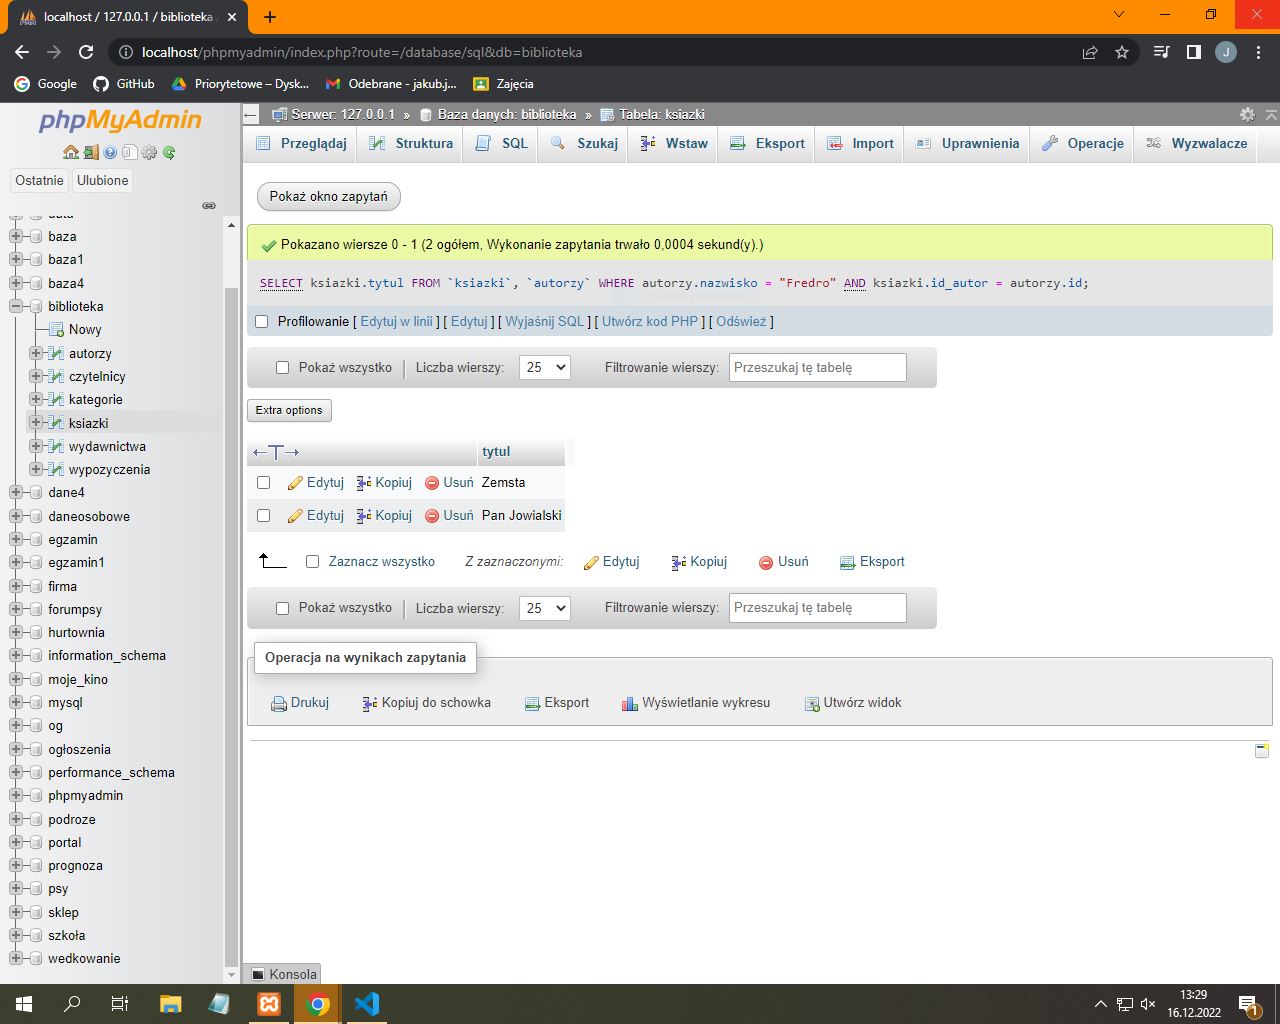 localhost / 127.0.0.1 / biblioteka
localhost/phpmyadmin/index.php?route=/database/sql&db=biblioteka
J
Google
GitHub
Priorytetowe – Dysk...
Odebrane - jakub.j...
Zajęcia
phpMyAdmin
Ostatnie
Ulubione
baza
baza1
baza4
biblioteka
Nowy
autorzy
czytelnicy
kategorie
ksiazki
wydawnictwa
wypozyczenia
dane4
daneosobowe
egzamin
egzamin1
firma
forumpsy
hurtownia
information_schema
moje_kino
mysql
og
ogłoszenia
performance_schema
phpmyadmin
podroze
portal
prognoza
psy
sklep
szkoła
wedkowanie
Serwer: 127.0.0.1 » Baza danych: biblioteka » Tabela: ksiazki
Przeglądaj
Struktura
SQL
Szukaj
Wstaw
Eksport
Import
Uprawnienia
Operacje
Wyzwalacze
Pokaż okno zapytań
Pokazano wiersze 0 - 1 (2 ogółem, Wykonanie zapytania trwało 0,0004 sekund(y).)
SELECT ksiazki.tytul FROM `ksiazki`, `autorzy` WHERE autorzy.nazwisko = "Fredro" AND ksiazki.id_autor = autorzy.id;
Profilowanie [ Edytuj w linii ] [ Edytuj ] [ Wyjaśnij SQL ] [ Utwórz kod PHP ] [ Odśwież ]
Pokaż wszystko | Liczba wierszy: 25 Filtrowanie wierszy: Przeszukaj tę tabelę
Extra options
←T→ tytul
Edytuj Kopiuj Usuń Zemsta
Edytuj Kopiuj Usuń Pan Jowialski
Zaznacz wszystko Z zaznaczonymi: Edytuj Kopiuj Usuń Eksport
Pokaż wszystko | Liczba wierszy: 25 Filtrowanie wierszy: Przeszukaj tę tabelę
Operacja na wynikach zapytania
Drukuj Kopiuj do schowka Eksport Wyświetlanie wykresu Utwórz widok
Konsola
13:29
16.12.2022
1